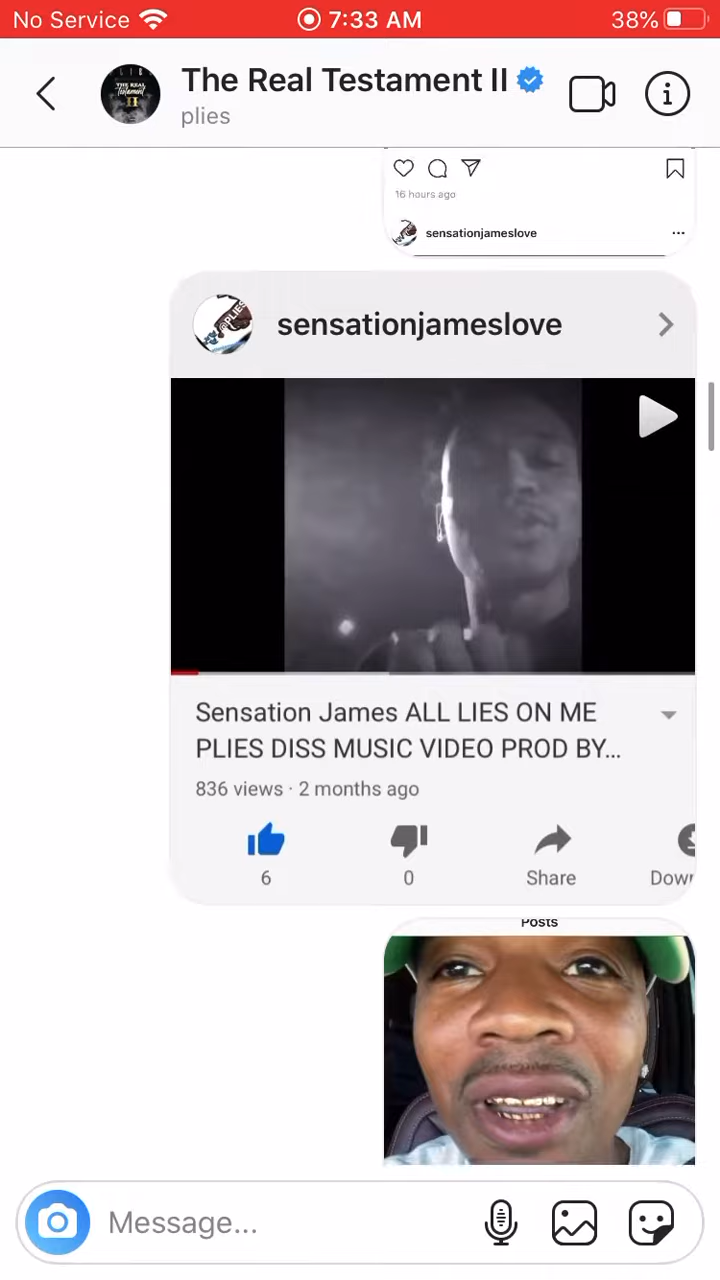 No Service 7:33 AM 38%
The Real Testament II
plies
16 hours ago
sensationjameslove
sensationjameslove
Sensation James ALL LIES ON ME
PLIES DISS MUSIC VIDEO PROD BY...
836 views · 2 months ago
6 0 Share Down
Posts
Message...